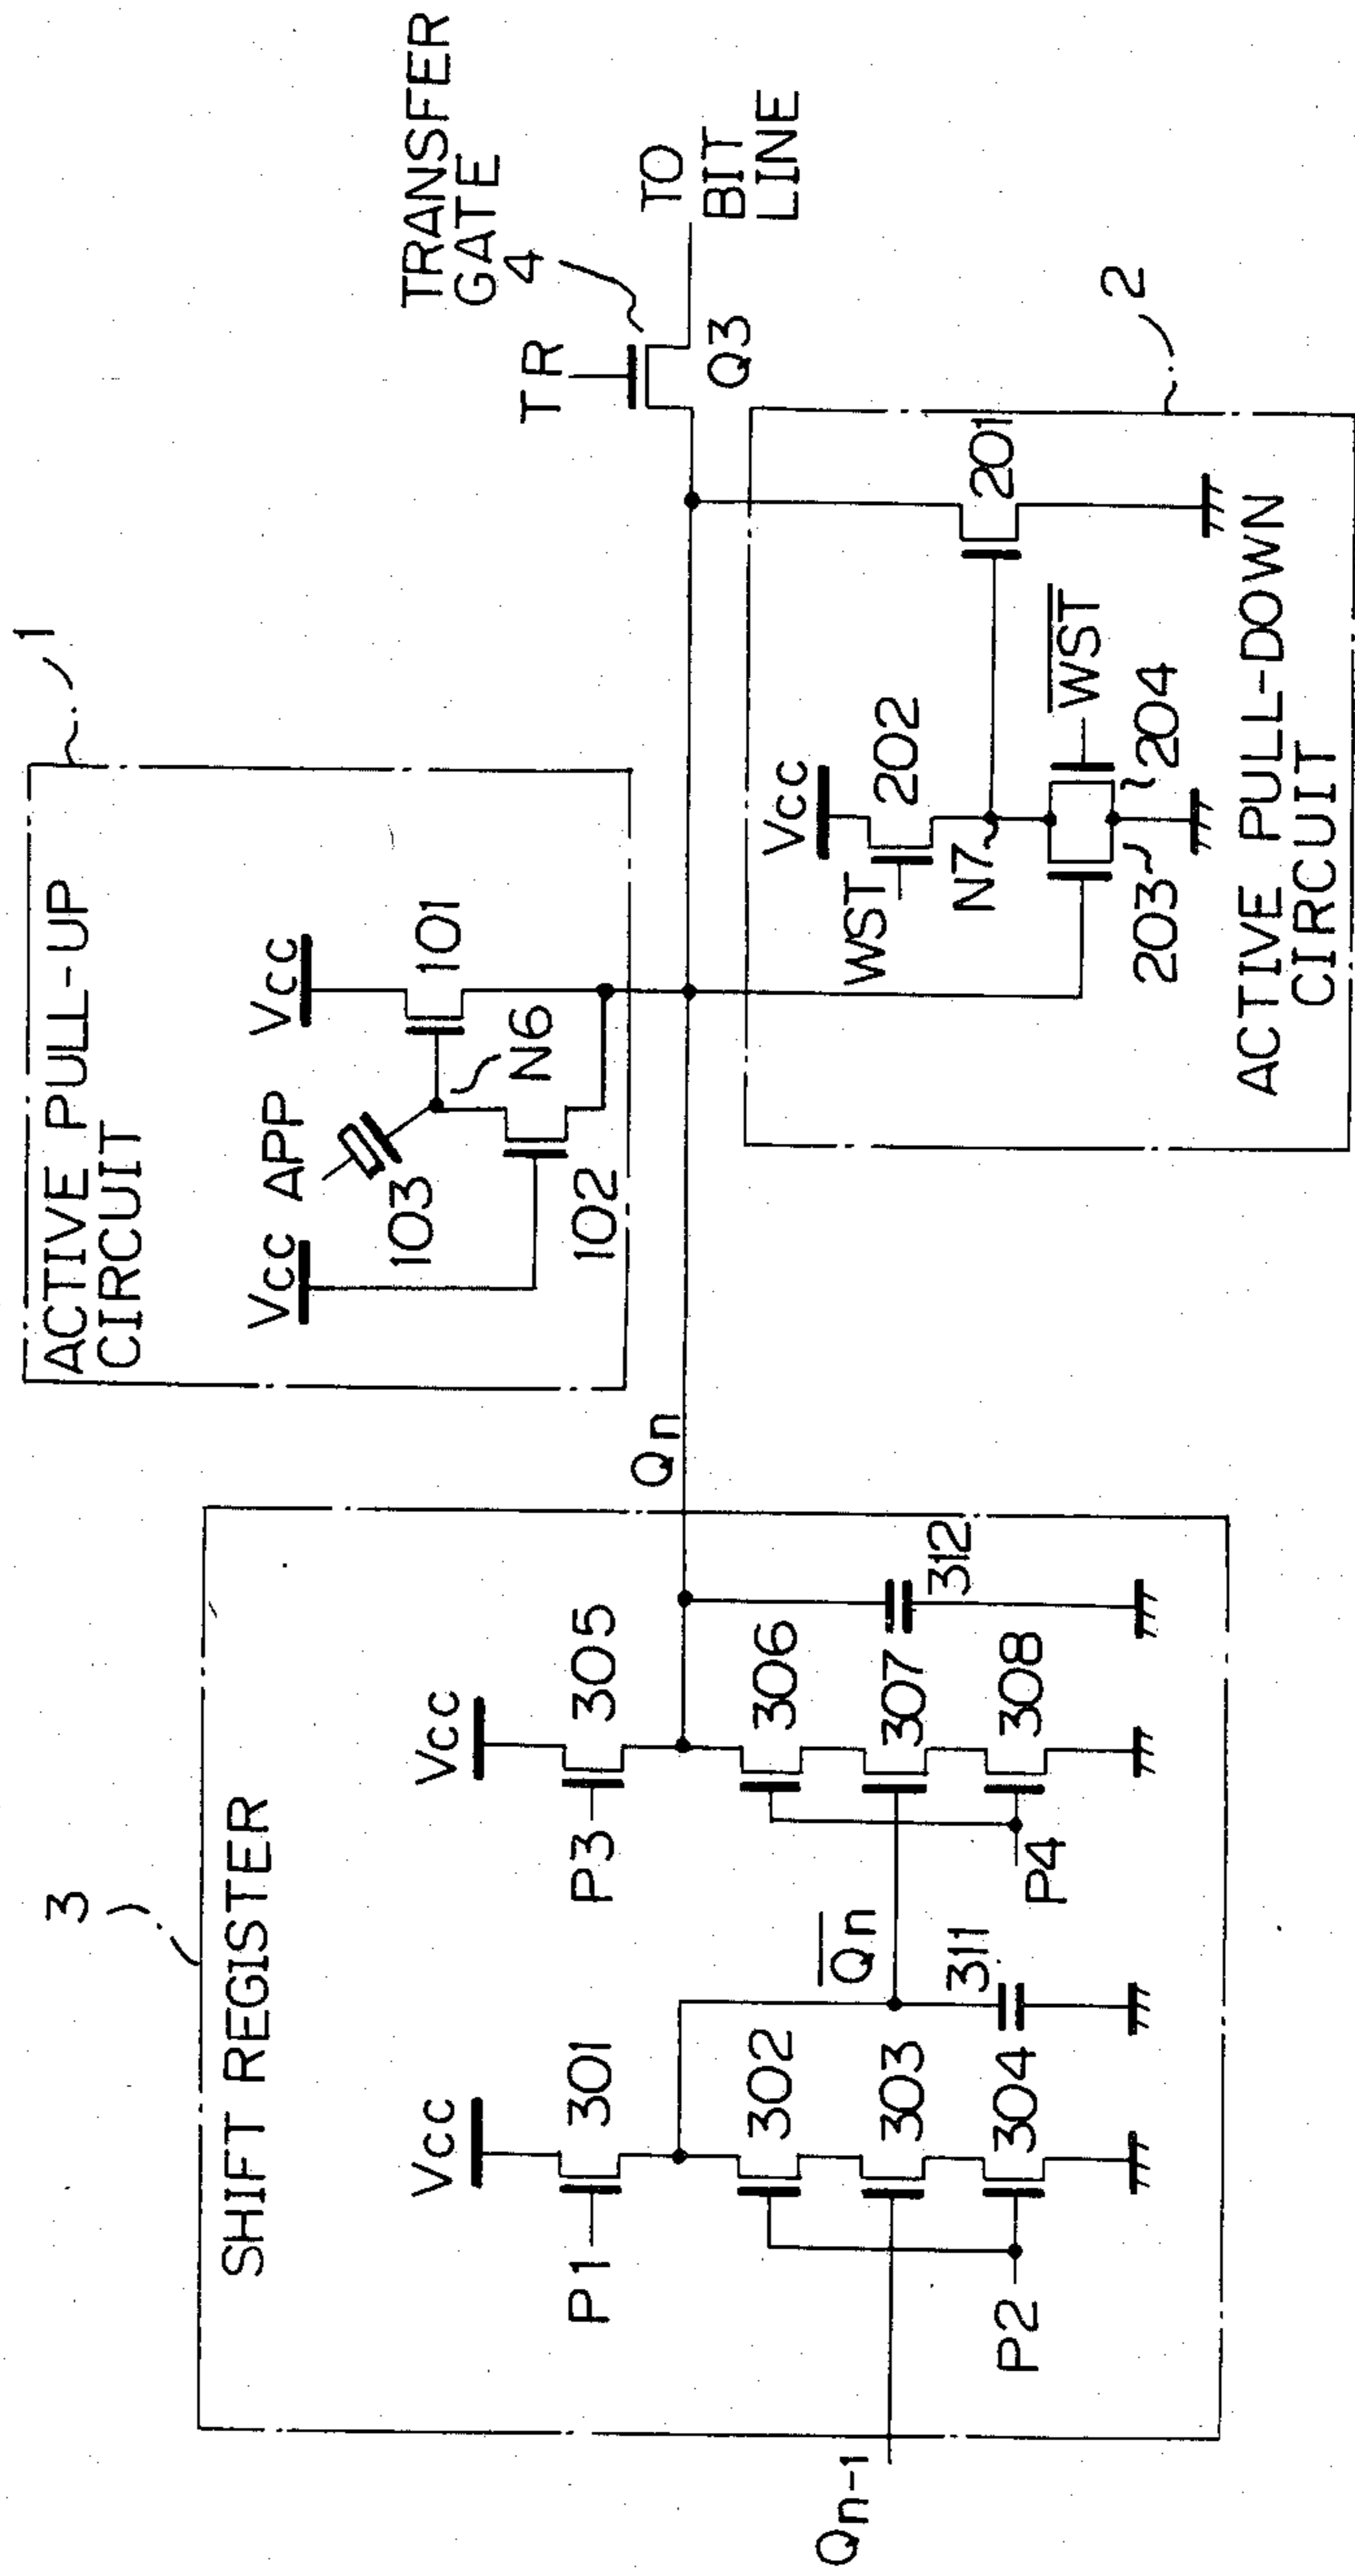 3
SHIFT REGISTER
Vcc
P1
301
302
303
304
P2
Qn-1
Q̅n
311
Vcc
P3
305
306
307
308
P4
312
Qn
1
ACTIVE PULL-UP
CIRCUIT
Vcc
APP
Vcc
103
101
N6
102
TRANSFER
GATE
4
TR
Q3
TO
BIT
LINE
2
Vcc
WST
202
N7
201
W̅S̅T̅
203
204
ACTIVE PULL-DOWN
CIRCUIT